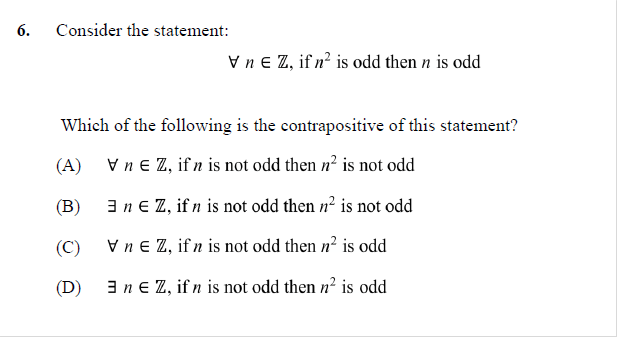 6. Consider the statement:
∀ n ∈ ℤ, if n² is odd then n is odd
Which of the following is the contrapositive of this statement?
(A) ∀ n ∈ ℤ, if n is not odd then n² is not odd
(B) ∃ n ∈ ℤ, if n is not odd then n² is not odd
(C) ∀ n ∈ ℤ, if n is not odd then n² is odd
(D) ∃ n ∈ ℤ, if n is not odd then n² is odd